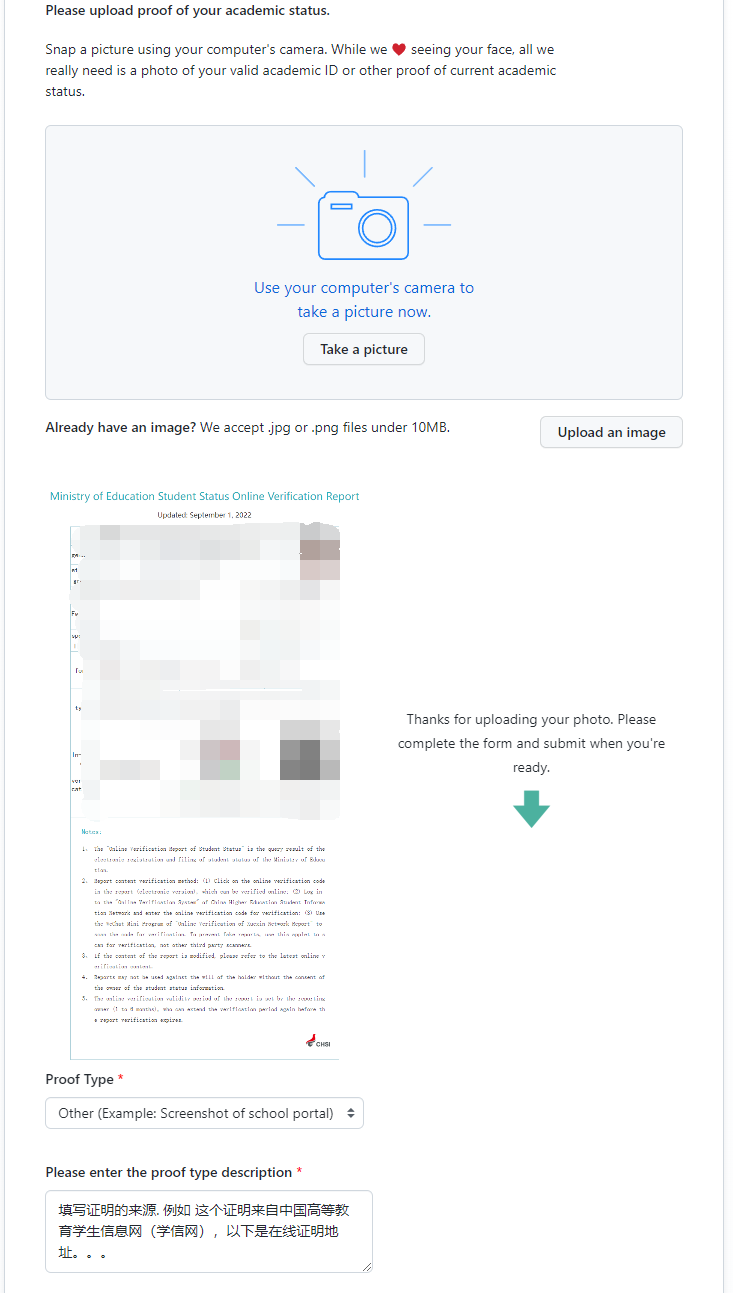 Please upload proof of your academic status.
Snap a picture using your computer's camera. While we ❤ seeing your face, all we
really need is a photo of your valid academic ID or other proof of current academic
status.
Use your computer's camera to
take a picture now.
Take a picture
Already have an image? We accept .jpg or .png files under 10MB.
Upload an image
Ministry of Education Student Status Online Verification Report
Updated: September 1, 2022
Thanks for uploading your photo. Please
complete the form and submit when you're
ready.
Notes:
1. The "Online Verification Report of Student Status" is the query result of the
electronic registration and filing of student status of the Ministry of Educa
tion.
2. Report content verification method: (1) Click on the online verification code
in the report (electronic version), which can be verified online; (2) Log in
to the "Online Verification System" of China Higher Education Student Informa
tion Network and enter the online verification code for verification; (3) Use
the WeChat Mini Program of "Online Verification of Xuexin Network Report" to
scan the code for verification. To prevent fake reports, use this applet to s
can for verification, not other third party scanners.
3. If the content of the report is modified, please refer to the latest online v
erification content.
4. Reports may not be used against the will of the holder without the consent of
the owner of the student status information.
5. The online verification validity period of the report is set by the reporting
owner (1 to 6 months), who can extend the verification period again before th
e report verification expires.
CHSI
Proof Type *
Other (Example: Screenshot of school portal)
Please enter the proof type description *
填写证明的来源. 例如 这个证明来自中国高等教
育学生信息网（学信网），以下是在线证明地
址。。。